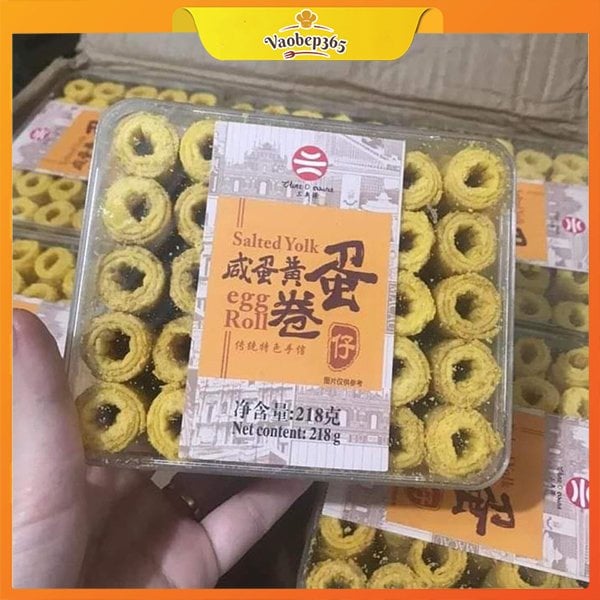 Vaobep365
Salted Yolk
咸蛋黄
蛋
egg
卷
Roll
仔
传统特色手信
图片仅供参考
净含量:218克
Net content: 218 g